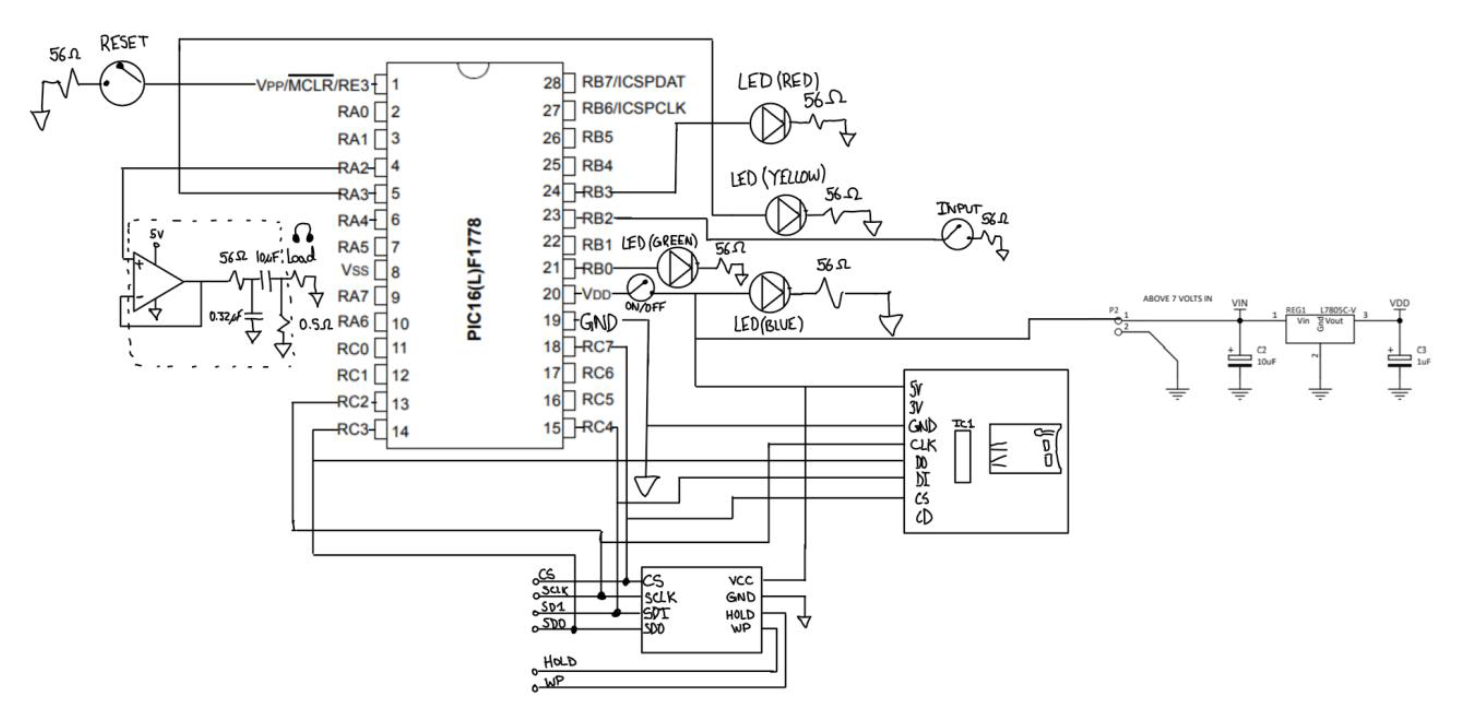 RESET
56Ω
VPP/MCLR/RE3
RA0
RA1
RA2
RA3
RA4
RA5
VSS
RA7
RA6
RC0
RC1
RC2
RC3
1
2
3
4
5
6
7
8
9
10
11
12
13
14
PIC16(L)F1778
28
27
26
25
24
23
22
21
20
19
18
17
16
15
RB7/ICSPDAT
RB6/ICSPCLK
RB5
RB4
RB3
RB2
RB1
RB0
VDD
GND
RC7
RC6
RC5
RC4
LED (RED)
56Ω
LED (YELLOW)
56Ω
INPUT
56Ω
LED (GREEN)
56Ω
ON/OFF
LED(BLUE)
56Ω
5V
+
-
56Ω
10uF
Load
0.32uF
0.5Ω
5V
3V
GND
CLK
DO
DI
CS
CD
IC1
CS
SCLK
SDI
SDO
HOLD
WP
CS
SCLK
SDI
SDO
VCC
GND
HOLD
WP
P2
1
2
ABOVE 7 VOLTS IN
VIN
1
REG1 L7805C-V
Vin
Gnd
Vout
3
2
VDD
+
C2
10uF
+
C3
1uF